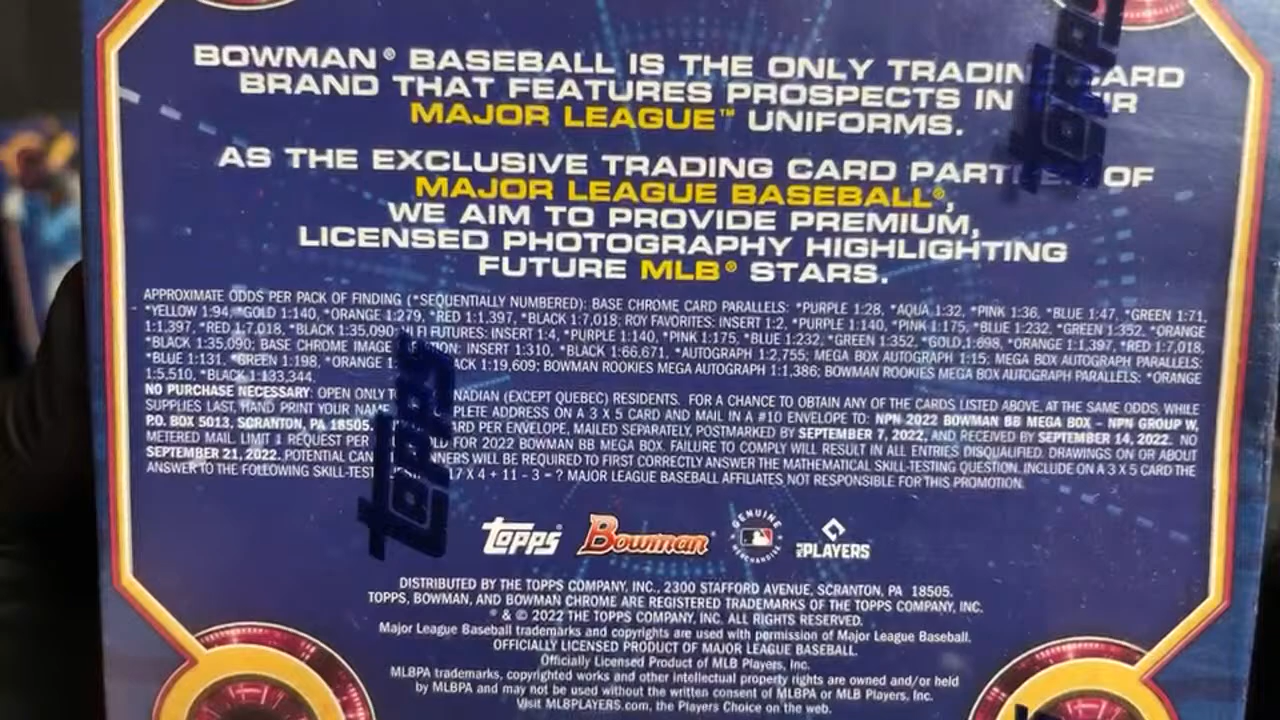 BOWMAN® BASEBALL IS THE ONLY TRADIN CARD
BRAND THAT FEATURES PROSPECTS IN
MAJOR LEAGUE™ UNIFORMS.
AS THE EXCLUSIVE TRADING CARD PART OF
MAJOR LEAGUE BASEBALL®,
WE AIM TO PROVIDE PREMIUM,
LICENSED PHOTOGRAPHY HIGHLIGHTING
FUTURE MLB® STARS.
APPROXIMATE ODDS PER PACK OF FINDING (*SEQUENTIALLY NUMBERED): BASE CHROME CARD PARALLELS: *PURPLE 1:28, *AQUA 1:32, *PINK 1:36, *BLUE 1:47, *GREEN 1:71,
*YELLOW 1:94, *GOLD 1:140, *ORANGE 1:279, *RED 1:1,397, *BLACK 1:7,018; ROY FAVORITES: INSERT 1:2, *PURPLE 1:140, *PINK 1:175, *BLUE 1:232, *GREEN 1:352, *ORANGE
1:1,397, *RED 1:7,018, *BLACK 1:35,090; HI FI FUTURES: INSERT 1:4, *PURPLE 1:140, *PINK 1:175, *BLUE 1:232, *GREEN 1:352, *GOLD 1:698, *ORANGE 1:1,397, *RED 1:7,018,
*BLACK 1:35,090; BASE CHROME IMAGE INSERT 1:310, *BLACK 1:66,671, *AUTOGRAPH 1:2,755; MEGA BOX AUTOGRAPH 1:15; MEGA BOX AUTOGRAPH PARALLELS:
*BLUE 1:131, *GREEN 1:198, *ORANGE 1:19,609; BOWMAN ROOKIES MEGA AUTOGRAPH 1:1,386; BOWMAN ROOKIES MEGA AUTOGRAPH PARALLELS: *ORANGE
1:5,510, *BLACK 1:133,344.
NO PURCHASE NECESSARY: OPEN ONLY (EXCEPT QUEBEC) RESIDENTS. FOR A CHANCE TO OBTAIN ANY OF THE CARDS LISTED ABOVE, AT THE SAME ODDS, WHILE
SUPPLIES LAST, HAND PRINT YOUR NAME ADDRESS ON A 3 X 5 CARD AND MAIL IN A #10 ENVELOPE TO: NPN 2022 BOWMAN BB MEGA BOX – NPN GROUP W,
P.O. BOX 5013, SCRANTON, PA 18505. PER ENVELOPE, MAILED SEPARATELY, POSTMARKED BY SEPTEMBER 7, 2022, AND RECEIVED BY SEPTEMBER 14, 2022. NO
METERED MAIL. LIMIT 1 REQUEST PER FOR 2022 BOWMAN BB MEGA BOX. FAILURE TO COMPLY WILL RESULT IN ALL ENTRIES DISQUALIFIED. DRAWINGS ON OR ABOUT
SEPTEMBER 21, 2022. POTENTIAL WILL BE REQUIRED TO FIRST CORRECTLY ANSWER THE MATHEMATICAL SKILL-TESTING QUESTION. INCLUDE ON A 3 X 5 CARD THE
ANSWER TO THE FOLLOWING SKILL-TEST 17 X 4 + 11 - 3 = ? MAJOR LEAGUE BASEBALL AFFILIATES NOT RESPONSIBLE FOR THIS PROMOTION.
TOPPS
TOPPS
TOPPS® Bowman GENUINE MERCHANDISE MLB PLAYERS
DISTRIBUTED BY THE TOPPS COMPANY, INC., 2300 STAFFORD AVENUE, SCRANTON, PA 18505.
TOPPS, BOWMAN, AND BOWMAN CHROME ARE REGISTERED TRADEMARKS OF THE TOPPS COMPANY, INC.
® & © 2022 THE TOPPS COMPANY, INC. ALL RIGHTS RESERVED.
Major League Baseball trademarks and copyrights are used with permission of Major League Baseball.
OFFICIALLY LICENSED PRODUCT OF MAJOR LEAGUE BASEBALL.
Officially Licensed Product of MLB Players, Inc.
MLBPA trademarks, copyrighted works and other intellectual property rights are owned and/or held
by MLBPA and may not be used without the written consent of MLBPA or MLB Players, Inc.
Visit MLBPLAYERS.com, the Players Choice on the web.